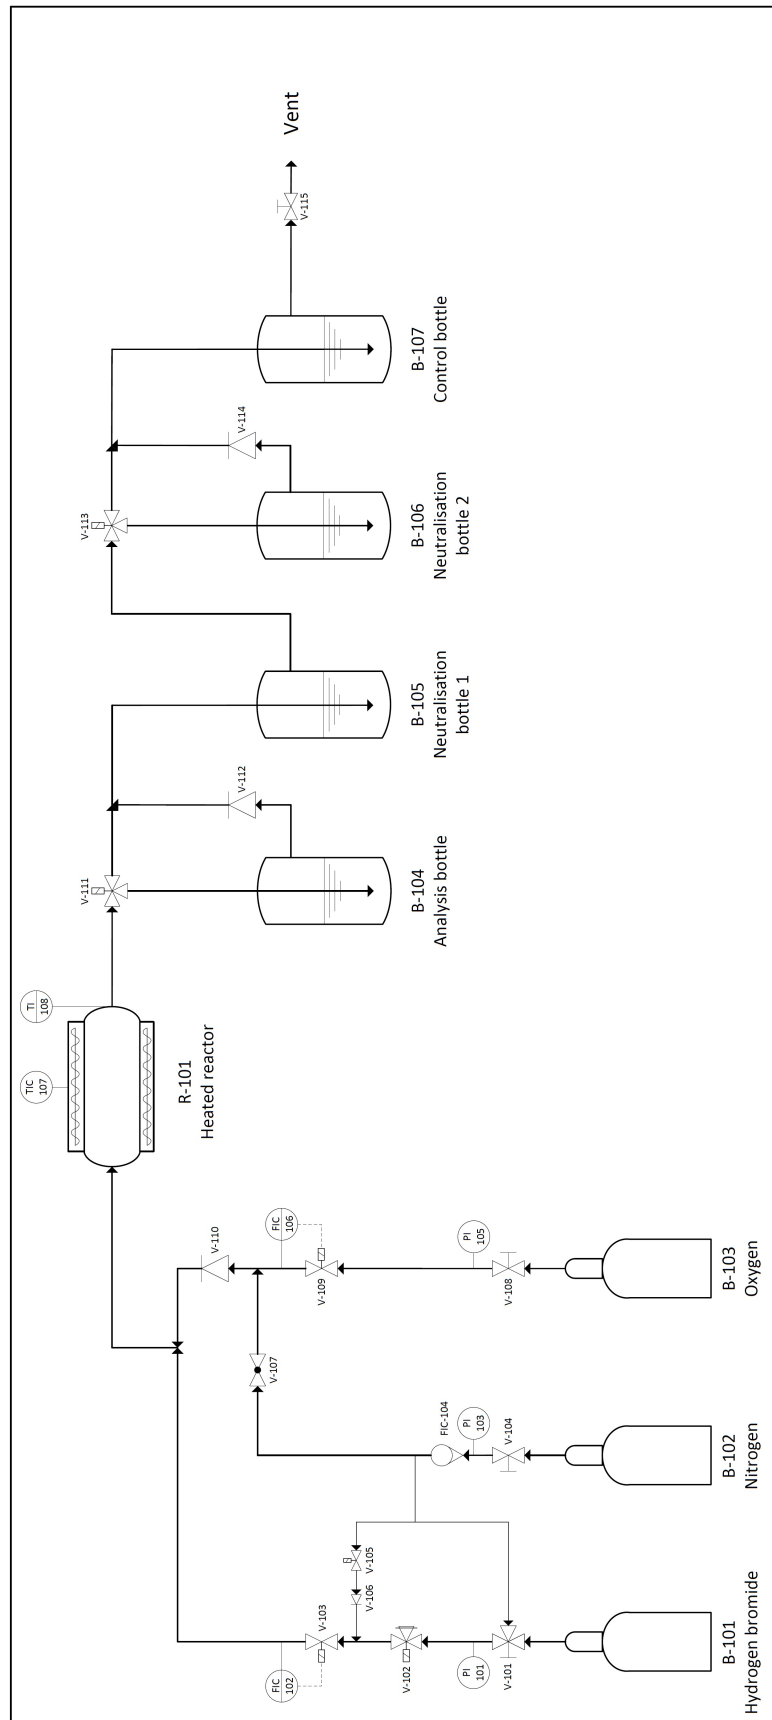 Vent
V-115
B-107
Control bottle
V-114
V-113
B-106
Neutralisation
bottle 2
B-105
Neutralisation
bottle 1
V-112
V-111
B-104
Analysis bottle
TI
108
TIC
107
R-101
Heated reactor
V-110
FIC
106
V-109
PI
105
V-108
B-103
Oxygen
V-107
FIC-104
PI
103
V-104
B-102
Nitrogen
V-105
V-106
V-103
FIC
102
V-102
PI
101
V-101
B-101
Hydrogen bromide